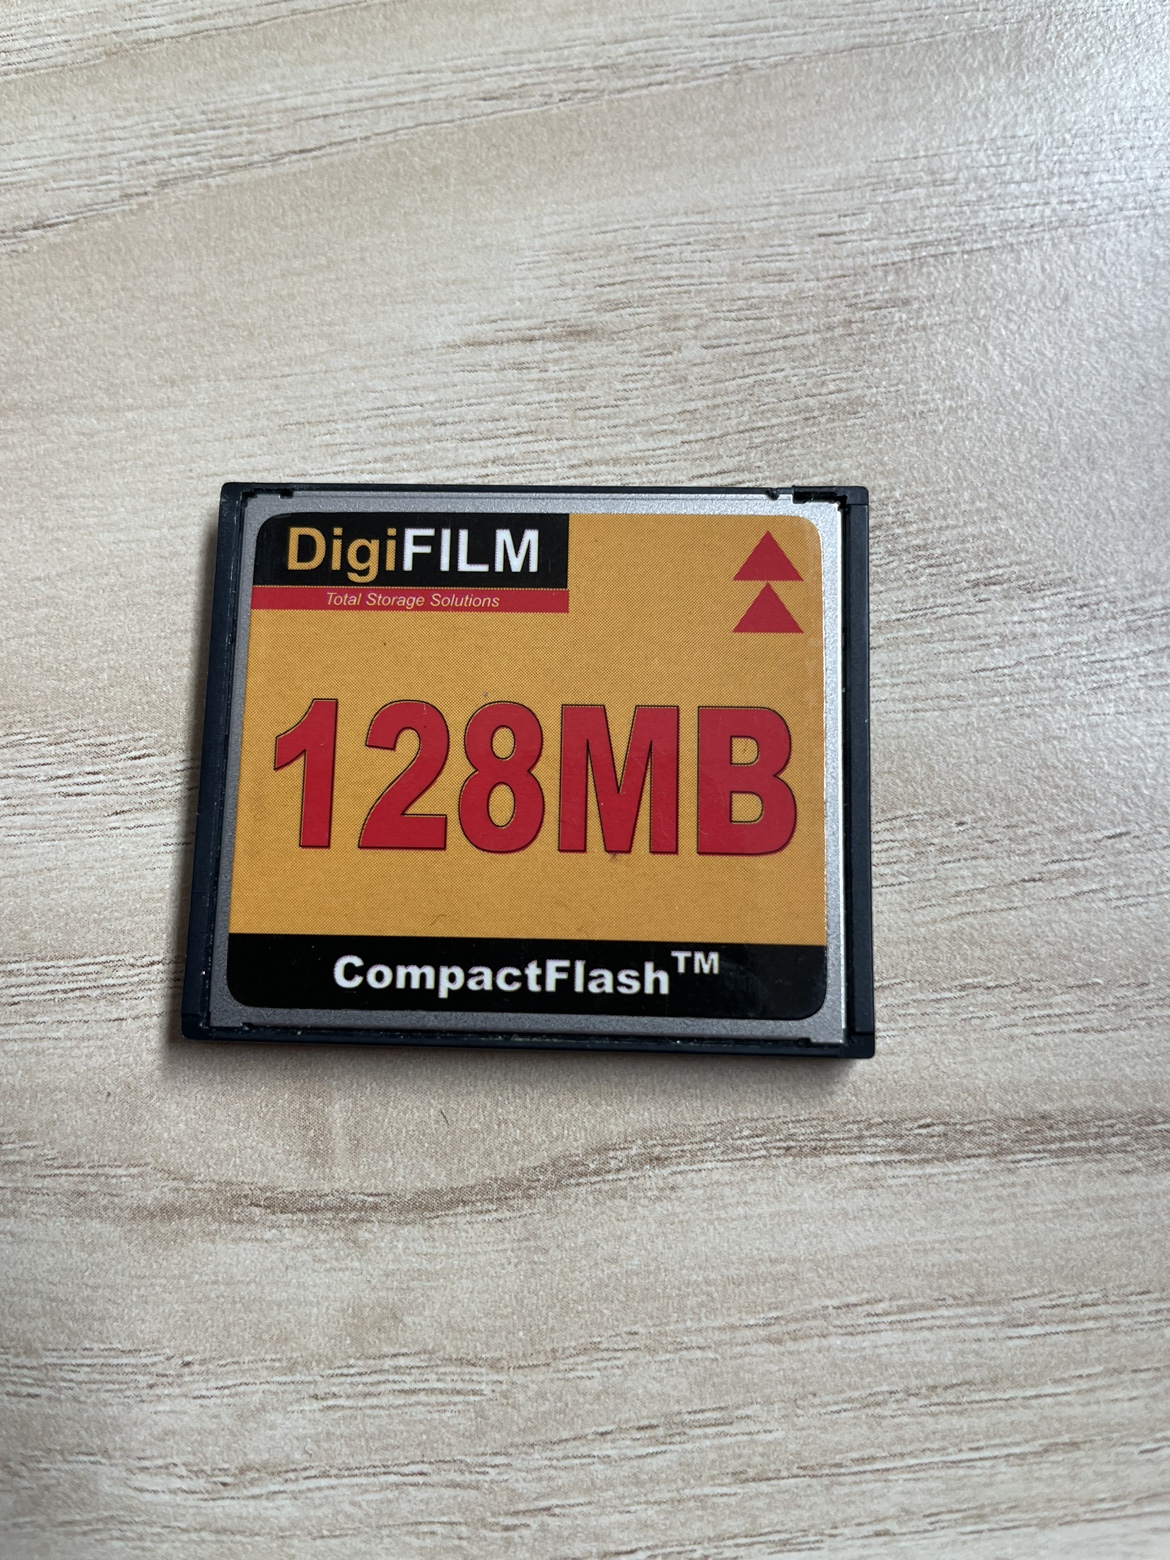 DigiFILM
Total Storage Solutions
128MB
CompactFlash™